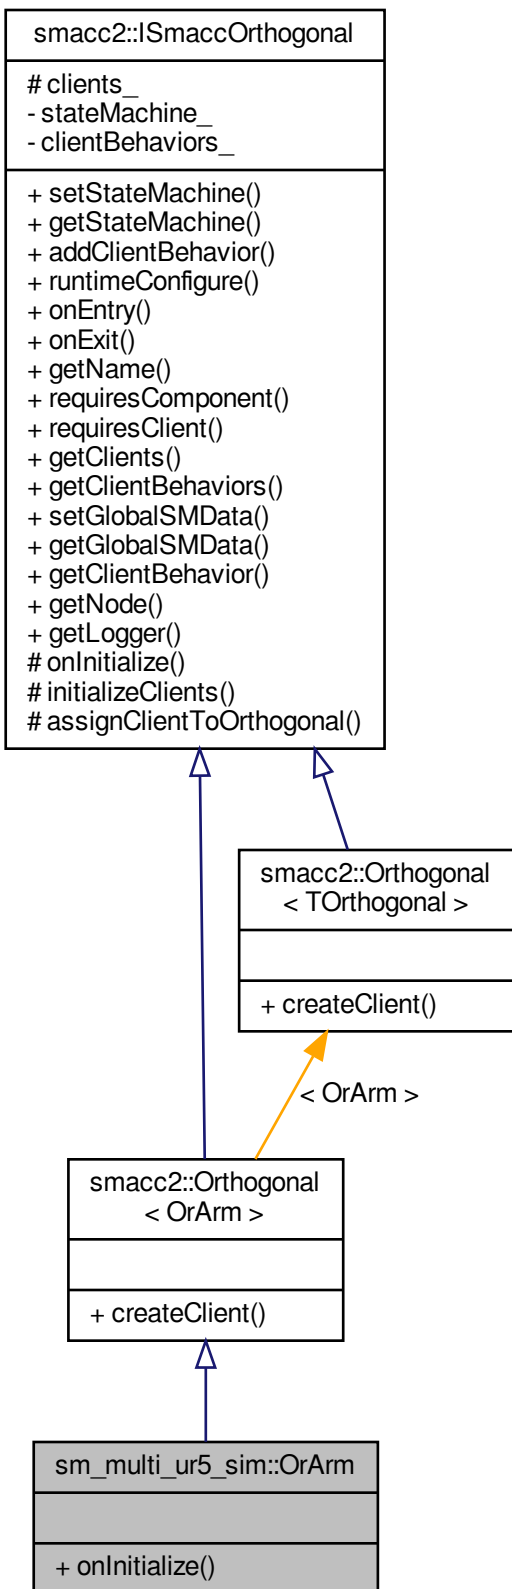 smacc2::ISmaccOrthogonal
# clients_
- stateMachine_
- clientBehaviors_
+ setStateMachine()
+ getStateMachine()
+ addClientBehavior()
+ runtimeConfigure()
+ onEntry()
+ onExit()
+ getName()
+ requiresComponent()
+ requiresClient()
+ getClients()
+ getClientBehaviors()
+ setGlobalSMData()
+ getGlobalSMData()
+ getClientBehavior()
+ getNode()
+ getLogger()
# onInitialize()
# initializeClients()
# assignClientToOrthogonal()
smacc2::Orthogonal
< TOrthogonal >
+ createClient()
< OrArm >
smacc2::Orthogonal
< OrArm >
+ createClient()
sm_multi_ur5_sim::OrArm
+ onInitialize()